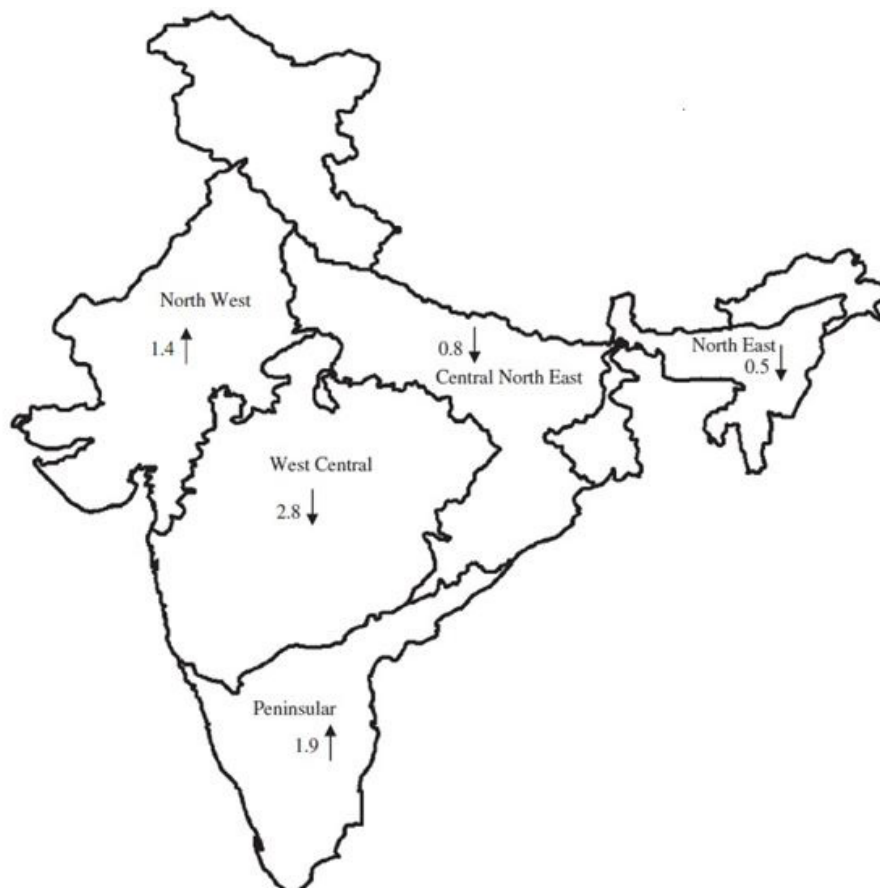 North West
1.4
0.8
Central North East
North East
0.5
West Central
2.8
Peninsular
1.9